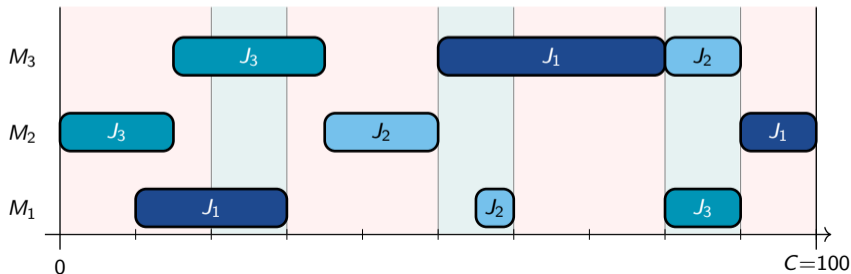 M₃ J₃ J₁ J₂
M₂ J₃ J₂ J₁
M₁ J₁ J₂ J₃
0 C=100